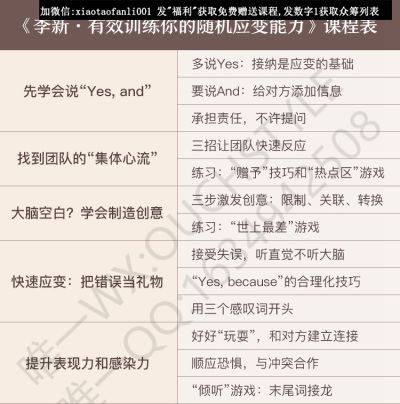 加微信:xiaotaofanli001 发"福利"获取免费赠送课程,发数字1获取众筹列表
《李新·有效训练你的随机应变能力》课程表
先学会说“Yes, and”
多说Yes：接纳是应变的基础
要说And：给对方添加信息
承担责任，不许提问
找到团队的“集体心流”
三招让团队快速反应
练习：“赠予”技巧和“热点区”游戏
大脑空白？学会制造创意
三步激发创意：限制、关联、转换
练习：“世上最差”游戏
快速应变：把错误当礼物
接受失误，听直觉不听大脑
“Yes, because”的合理化技巧
用三个感叹词开头
提升表现力和感染力
好好“玩耍”，和对方建立连接
顺应恐惧，与冲突合作
“倾听”游戏：末尾词接龙
唯一WX:OUCHSTYLE
唯一QQ:1634942508